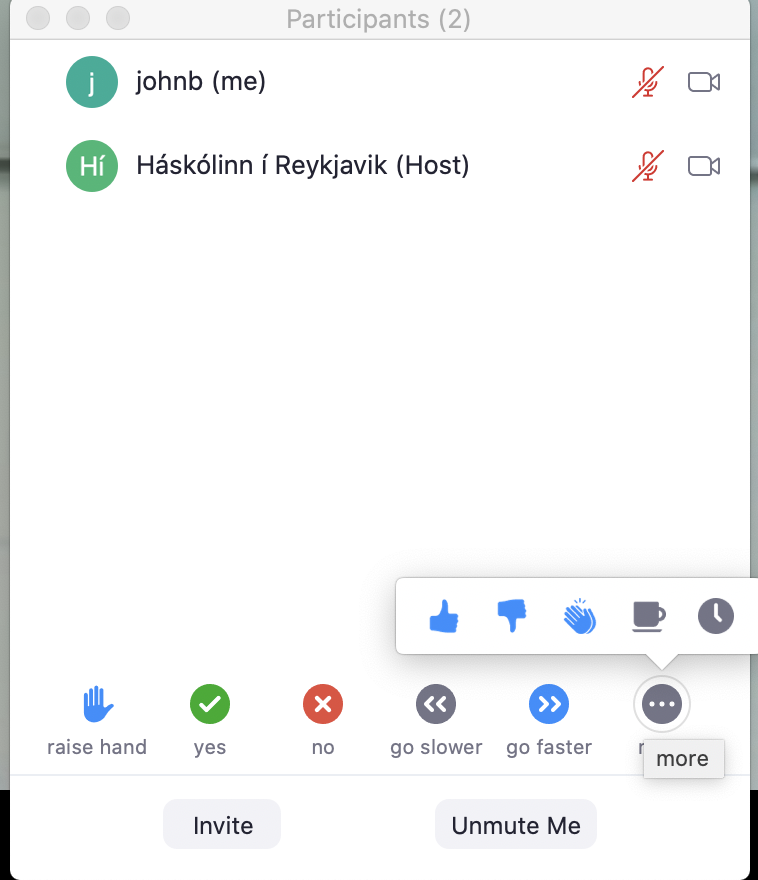 Participants (2)
j johnb (me)
Hí Háskólinn í Reykjavik (Host)
raise hand yes no go slower go faster
more
Invite Unmute Me